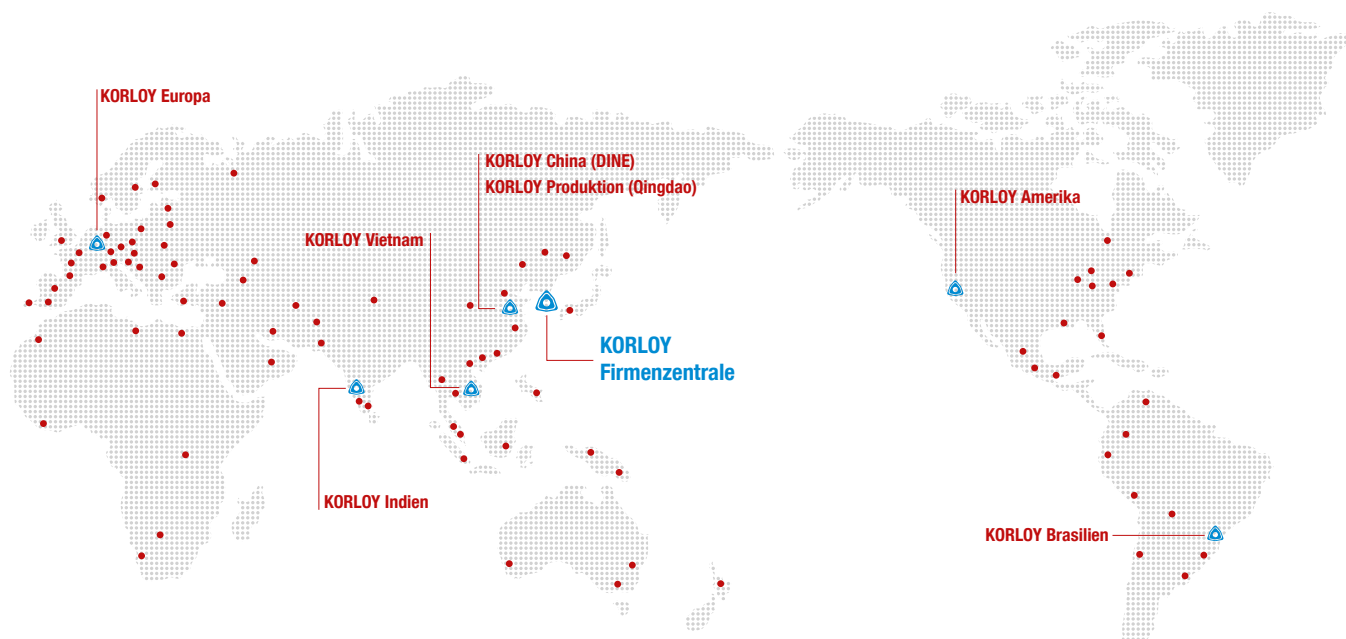 KORLOY Europa
KORLOY China (DINE)
KORLOY Produktion (Qingdao)
KORLOY Amerika
KORLOY Vietnam
KORLOY
Firmenzentrale
KORLOY Indien
KORLOY Brasilien